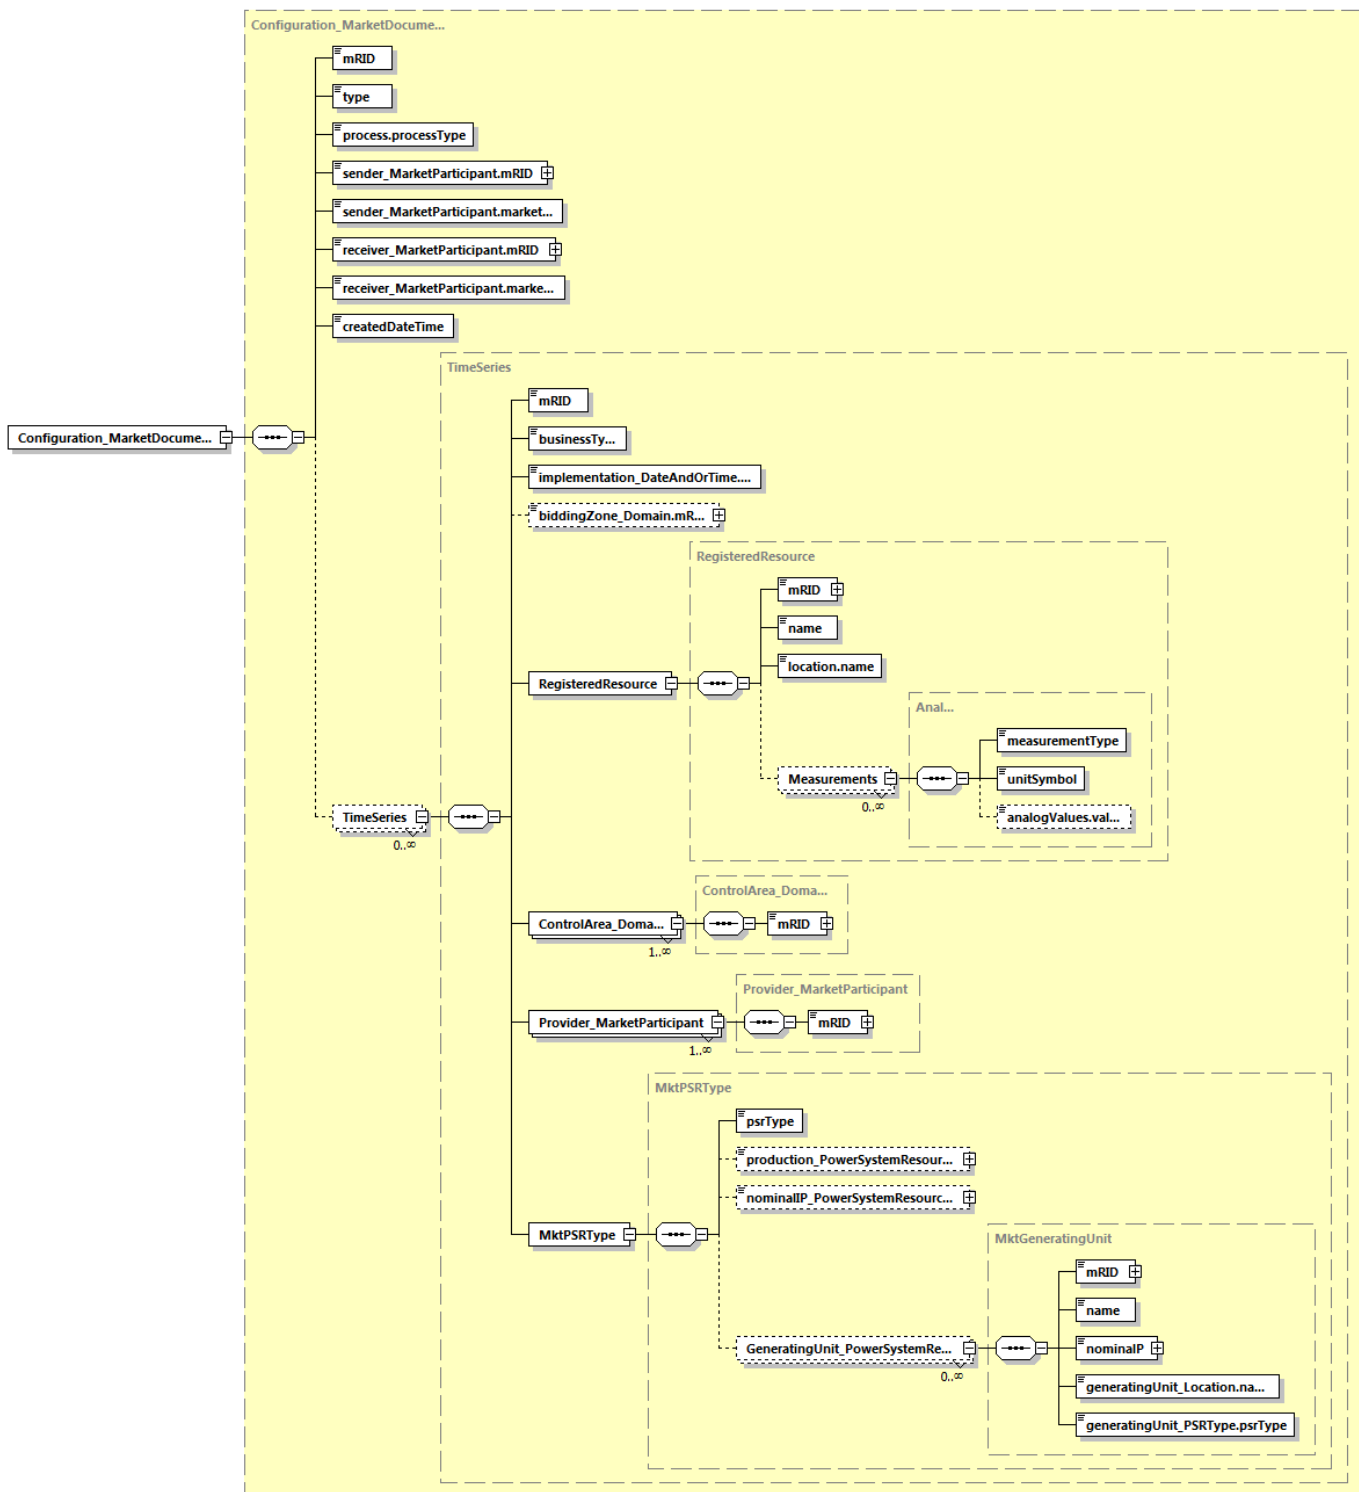 Configuration_MarketDocume...
mRID
type
process.processType
sender_MarketParticipant.mRID
sender_MarketParticipant.market...
receiver_MarketParticipant.mRID
receiver_MarketParticipant.marke...
createdDateTime
TimeSeries
mRID
Configuration_MarketDocume...
businessTy...
implementation_DateAndOrTime....
biddingZone_Domain.mR...
RegisteredResource
mRID
name
location.name
RegisteredResource
Anal...
measurementType
Measurements
unitSymbol
0..∞
analogValues.val...
TimeSeries
0..∞
ControlArea_Doma...
ControlArea_Doma...
mRID
1..∞
Provider_MarketParticipant
Provider_MarketParticipant
mRID
1..∞
MktPSRType
psrType
production_PowerSystemResour...
nominalIP_PowerSystemResourc...
MktPSRType
MktGeneratingUnit
mRID
name
GeneratingUnit_PowerSystemRe...
nominalP
0..∞
generatingUnit_Location.na...
generatingUnit_PSRType.psrType